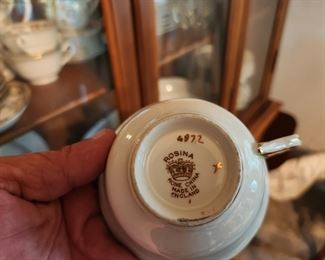 4872
ROSINA
BONE CHINA
MADE IN
ENGLAND